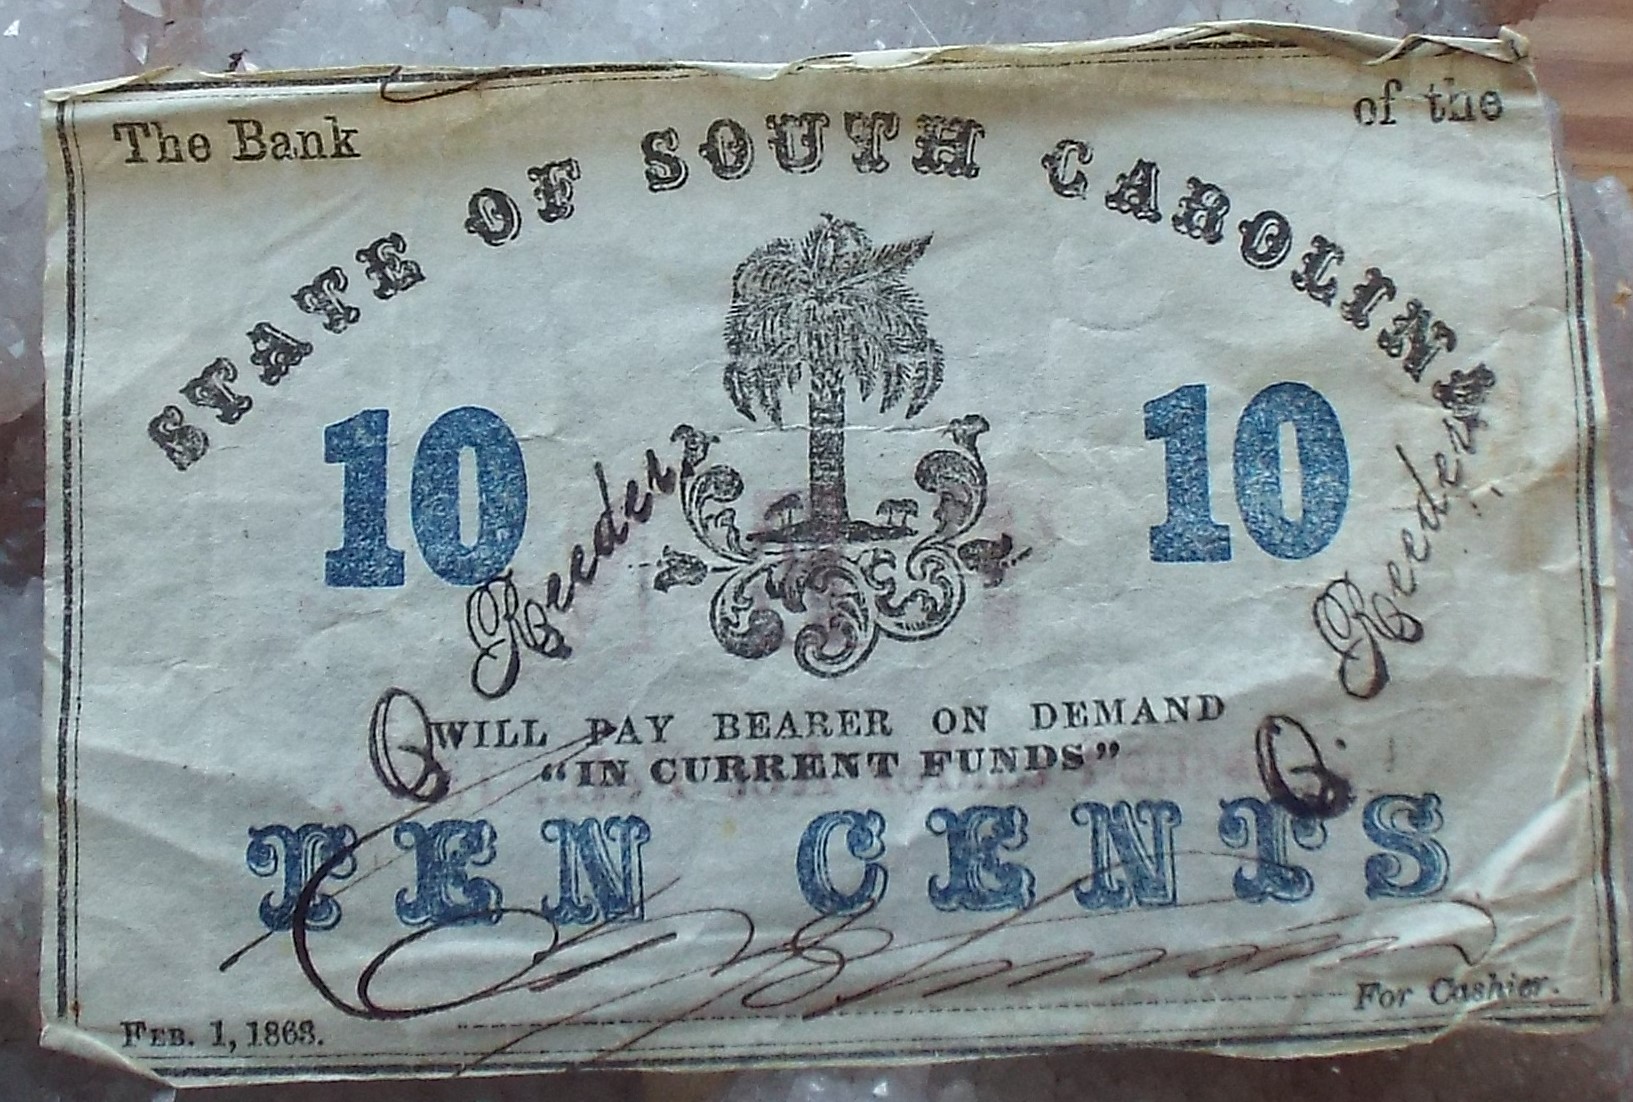 The Bank of the
STATE OF SOUTH CAROLINA
10 10
Reeder Reeder
WILL PAY BEARER ON DEMAND
"IN CURRENT FUNDS"
TEN CENTS
For Cashier.
FEB. 1, 1863.